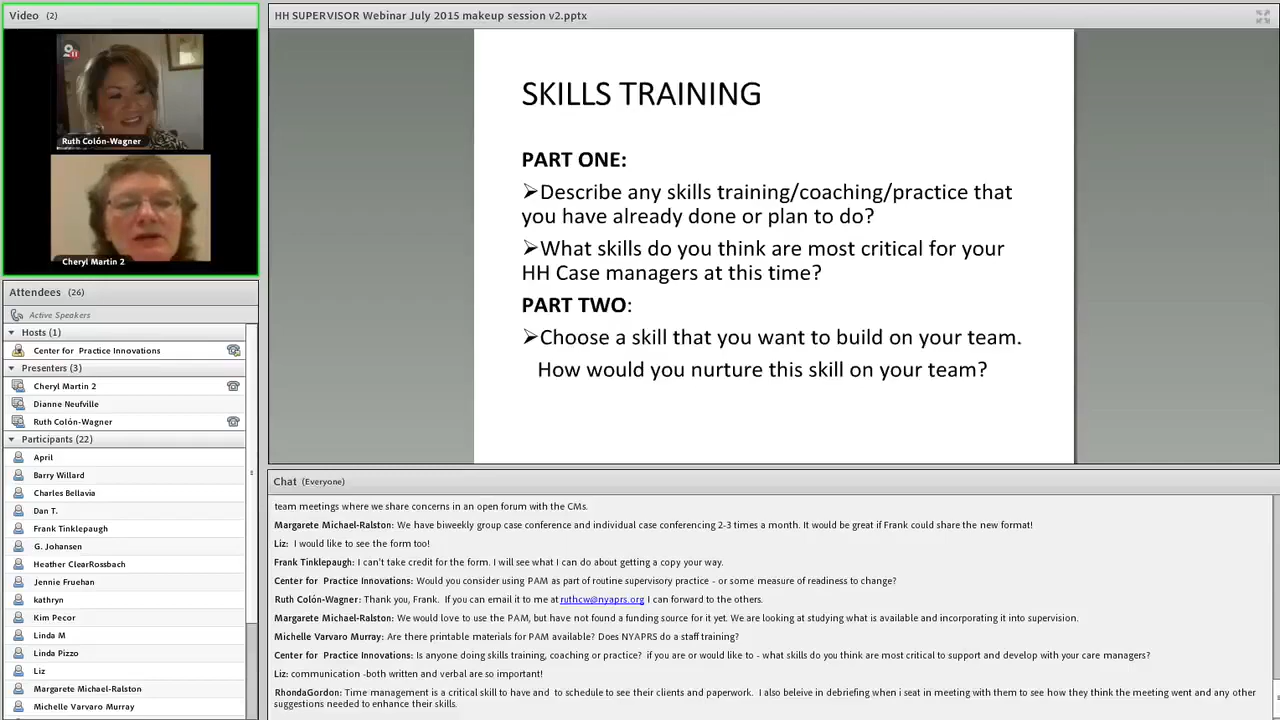 Video (2)
Ruth Colón-Wagner
Cheryl Martin 2
Attendees (26)
Active Speakers
Hosts (1)
Center for Practice Innovations
Presenters (3)
Cheryl Martin 2
Dianne Neufville
Ruth Colón-Wagner
Participants (22)
April
Barry Willard
Charles Bellavia
Dan T.
Frank Tinklepaugh
G. Johansen
Heather ClearRossbach
Jennie Fruehan
kathryn
Kim Pecor
Linda M
Linda Pizzo
Liz
Margarete Michael-Ralston
Michelle Varvaro Murray
HH SUPERVISOR Webinar July 2015 makeup session v2.pptx
SKILLS TRAINING
PART ONE:
➢Describe any skills training/coaching/practice that
you have already done or plan to do?
➢What skills do you think are most critical for your
HH Case managers at this time?
PART TWO:
➢Choose a skill that you want to build on your team.
How would you nurture this skill on your team?
Chat (Everyone)
team meetings where we share concerns in an open forum with the CMs.
Margarete Michael-Ralston: We have biweekly group case conference and individual case conferencing 2-3 times a month. It would be great if Frank could share the new format!
Liz: I would like to see the form too!
Frank Tinklepaugh: I can't take credit for the form. I will see what I can do about getting a copy your way.
Center for Practice Innovations: Would you consider using PAM as part of routine supervisory practice - or some measure of readiness to change?
Ruth Colón-Wagner: Thank you, Frank. If you can email it to me at ruthcw@nyaprs.org I can forward to the others.
Margarete Michael-Ralston: We would love to use the PAM, but have not found a funding source for it yet. We are looking at studying what is available and incorporating it into supervision.
Michelle Varvaro Murray: Are there printable materials for PAM available? Does NYAPRS do a staff training?
Center for Practice Innovations: Is anyone doing skills training, coaching or practice? if you are or would like to - what skills do you think are most critical to support and develop with your care managers?
Liz: communication -both written and verbal are so important!
RhondaGordon: Time management is a critical skill to have and to schedule to see their clients and paperwork. I also beleive in debriefing when i seat in meeting with them to see how they think the meeting went and any other
suggestions needed to enhance their skills.